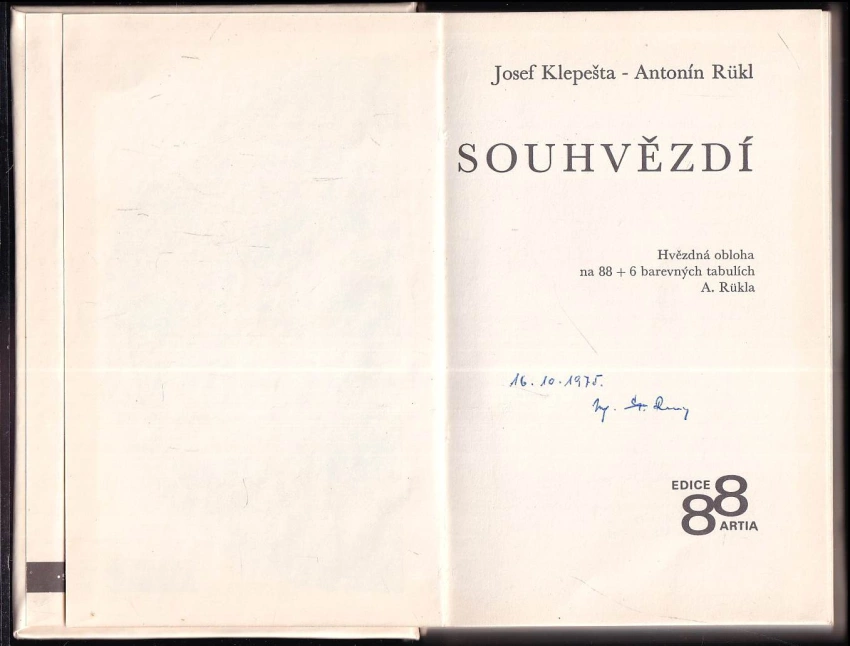 Josef Klepešta - Antonín Rükl
SOUHVĚZDÍ
Hvězdná obloha
na 88 + 6 barevných tabulích
A. Rükla
16. 10. 1975.
EDICE
88
ARTIA